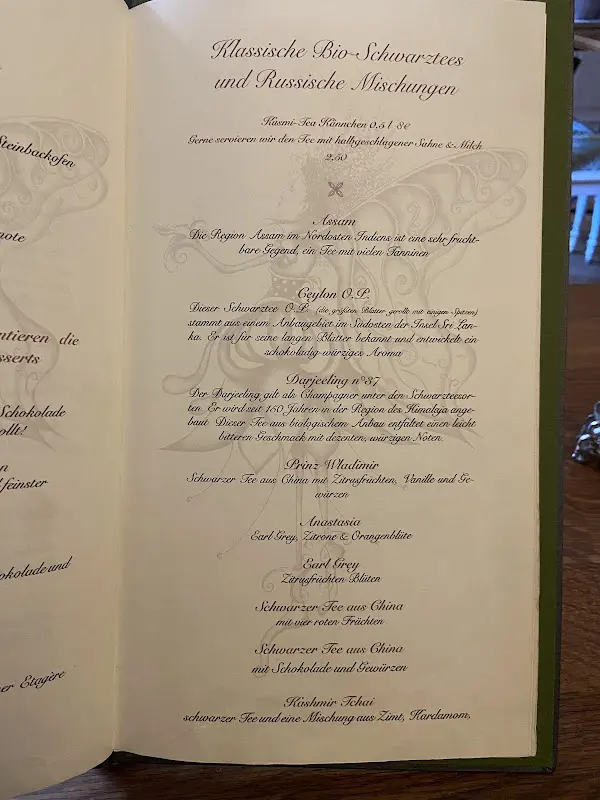 Steinbackofen
note
ntieren die
sserts
Schokolade
ollt!
n
feinster
okolade und
er Etagère
Klassische Bio-Schwarztees
und Russische Mischungen
Kusmi-Tea Kännchen 0,5 l 8€
Gerne servieren wir den Tee mit halbgeschlagener Sahne & Milch
2,50
Assam
Die Region Assam im Nordosten Indiens ist eine sehr frucht-
bare Gegend, ein Tee mit vielen Tanninen
Ceylon O.P.
Dieser Schwarztee O.P. (die größten Blätter gerollt mit einigen Spitzen)
stammt aus einem Anbaugebiet im Südosten der Insel Sri Lan-
ka. Er ist für seine langen Blätter bekannt und entwickelt ein
schokoladig-würziges Aroma
Darjeeling n°37
Der Darjeeling gilt als Champagner unter den Schwarzteesor-
ten. Er wird seit 150 Jahren in der Region des Himalaja ange-
baut. Dieser Tee aus biologischem Anbau entfaltet einen leicht
bitteren Geschmack mit dezenten, würzigen Noten.
Prinz Wladimir
Schwarzer Tee aus China mit Zitrusfrüchten, Vanille und Ge-
würzen
Anastasia
Earl Grey, Zitrone & Orangenblüte
Earl Grey
Zitrusfrüchten Blüten
Schwarzer Tee aus China
mit vier roten Früchten
Schwarzer Tee aus China
mit Schokolade und Gewürzen
Kashmir Tchai
schwarzer Tee und eine Mischung aus Zimt, Kardamom,